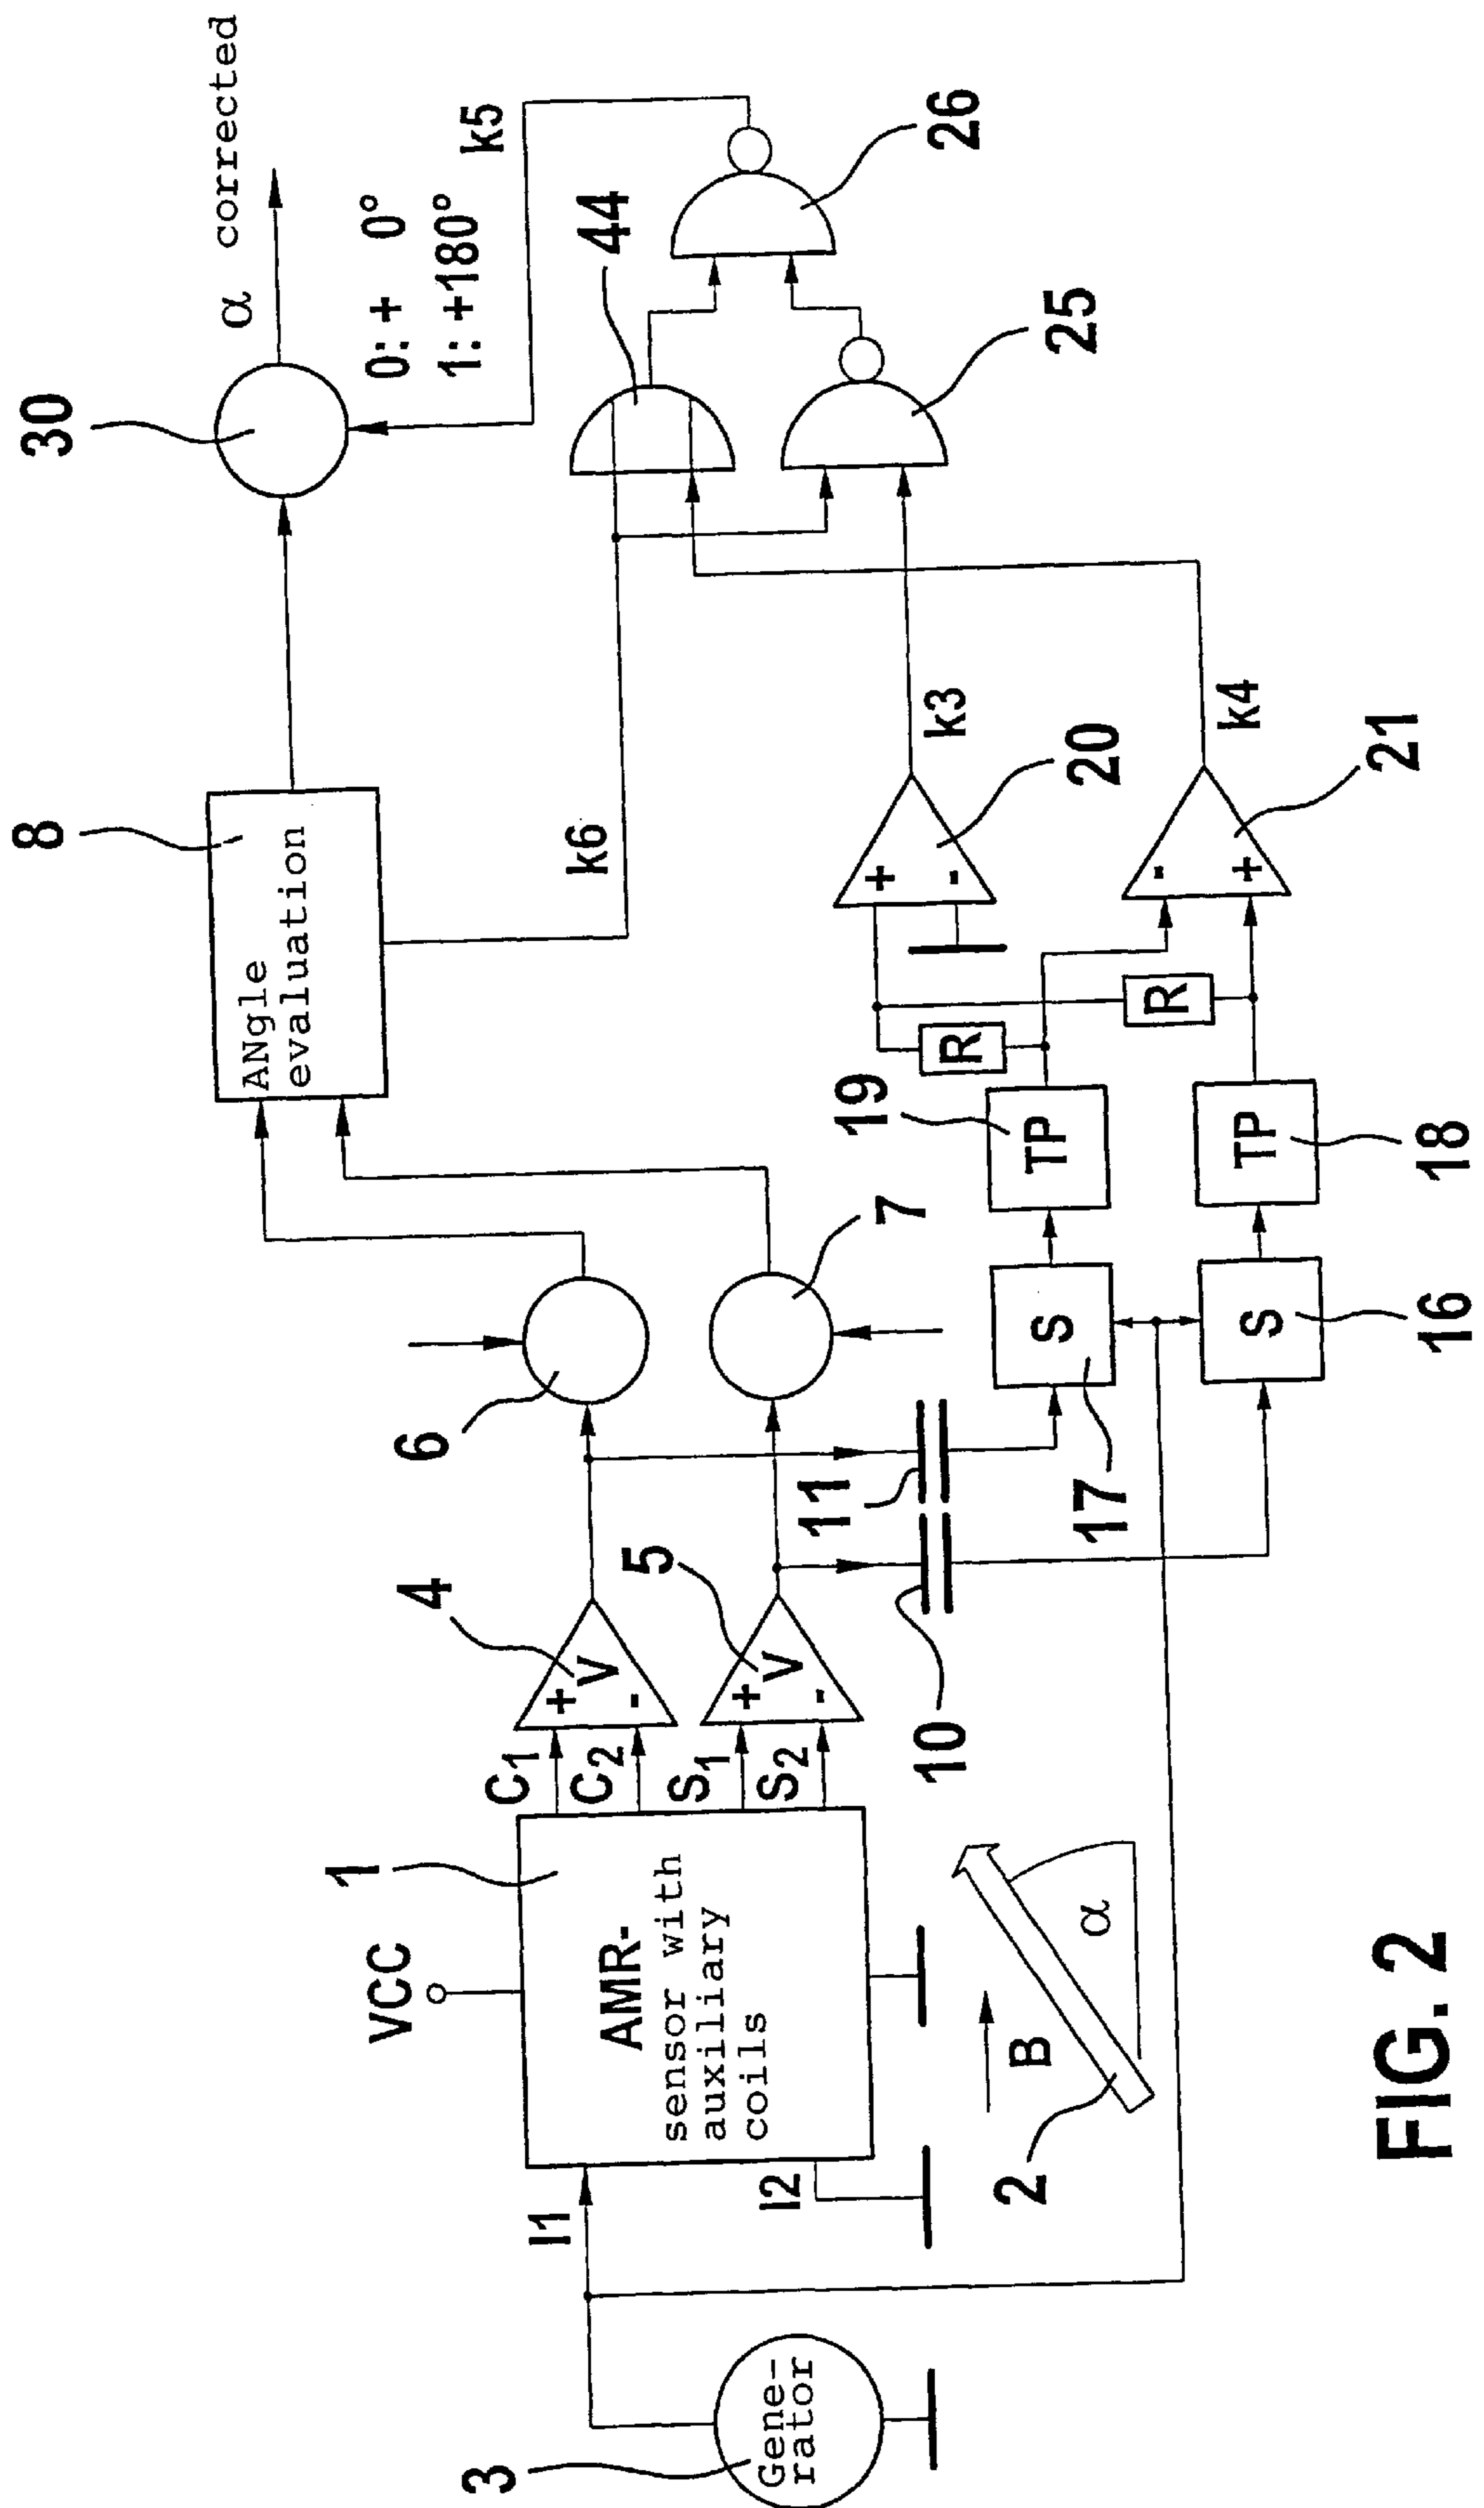 30
α corrected
0:+ 0°
1:+180°
k5
8
ANgle
evaluation
k6
44
26
25
6
7
4
+
V
-
5
+
V
-
C1
C2
S1
S2
VCC
1
AMR-
sensor with
auxiliary
coils
I1
I2
3
Gene-
rator
B
2
α
10
11
17
S
16
S
19
TP
18
TP
R
R
+
-
20
k3
-
+
21
k4
FIG. 2